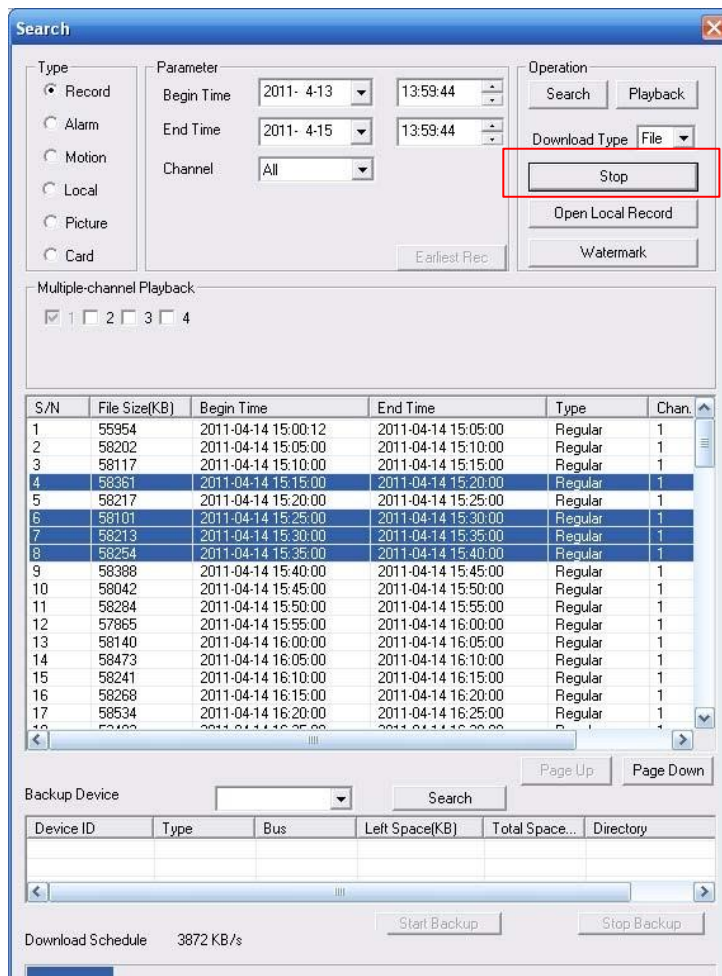 Search
Type
Parameter
Operation
Record
Begin Time 2011- 4-13 13:59:44
Search Playback
Alarm
End Time 2011- 4-15 13:59:44
Download Type File
Motion
Channel All
Stop
Local
Open Local Record
Picture
Card
Earliest Rec
Watermark
Multiple-channel Playback
1 2 3 4
S/N File Size(KB) Begin Time End Time Type Chan.
1 55954 2011-04-14 15:00:12 2011-04-14 15:05:00 Regular 1
2 58202 2011-04-14 15:05:00 2011-04-14 15:10:00 Regular 1
3 58117 2011-04-14 15:10:00 2011-04-14 15:15:00 Regular 1
4 58361 2011-04-14 15:15:00 2011-04-14 15:20:00 Regular 1
5 58217 2011-04-14 15:20:00 2011-04-14 15:25:00 Regular 1
6 58101 2011-04-14 15:25:00 2011-04-14 15:30:00 Regular 1
7 58213 2011-04-14 15:30:00 2011-04-14 15:35:00 Regular 1
8 58254 2011-04-14 15:35:00 2011-04-14 15:40:00 Regular 1
9 58388 2011-04-14 15:40:00 2011-04-14 15:45:00 Regular 1
10 58042 2011-04-14 15:45:00 2011-04-14 15:50:00 Regular 1
11 58284 2011-04-14 15:50:00 2011-04-14 15:55:00 Regular 1
12 57865 2011-04-14 15:55:00 2011-04-14 16:00:00 Regular 1
13 58140 2011-04-14 16:00:00 2011-04-14 16:05:00 Regular 1
14 58473 2011-04-14 16:05:00 2011-04-14 16:10:00 Regular 1
15 58241 2011-04-14 16:10:00 2011-04-14 16:15:00 Regular 1
16 58268 2011-04-14 16:15:00 2011-04-14 16:20:00 Regular 1
17 58534 2011-04-14 16:20:00 2011-04-14 16:25:00 Regular 1
Page Up Page Down
Backup Device Search
Device ID Type Bus Left Space(KB) Total Space... Directory
Start Backup Stop Backup
Download Schedule 3872 KB/s